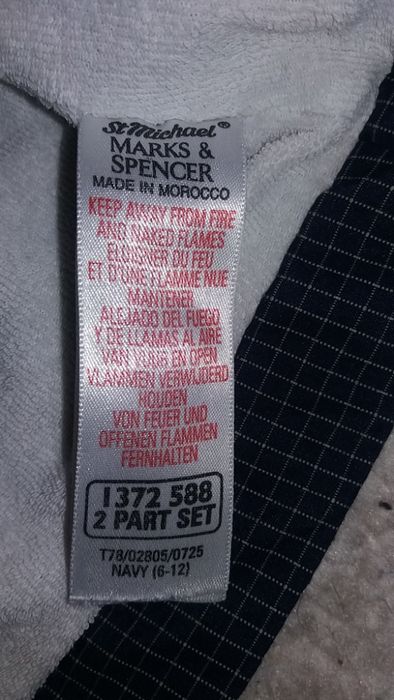 St Michael®
MARKS &
SPENCER
MADE IN MOROCCO
KEEP AWAY FROM FIRE
AND NAKED FLAMES
ELOIGNER DU FEU
ET D'UNE FLAMME NUE
MANTENER
ALEJADO DEL FUEGO
Y DE LLAMAS AL AIRE
VAN VUUR EN OPEN
VLAMMEN VERWIJDERD
HOUDEN
VON FEUER UND
OFFENEN FLAMMEN
FERNHALTEN
1372 588
2 PART SET
T78/02805/0725
NAVY (6-12)